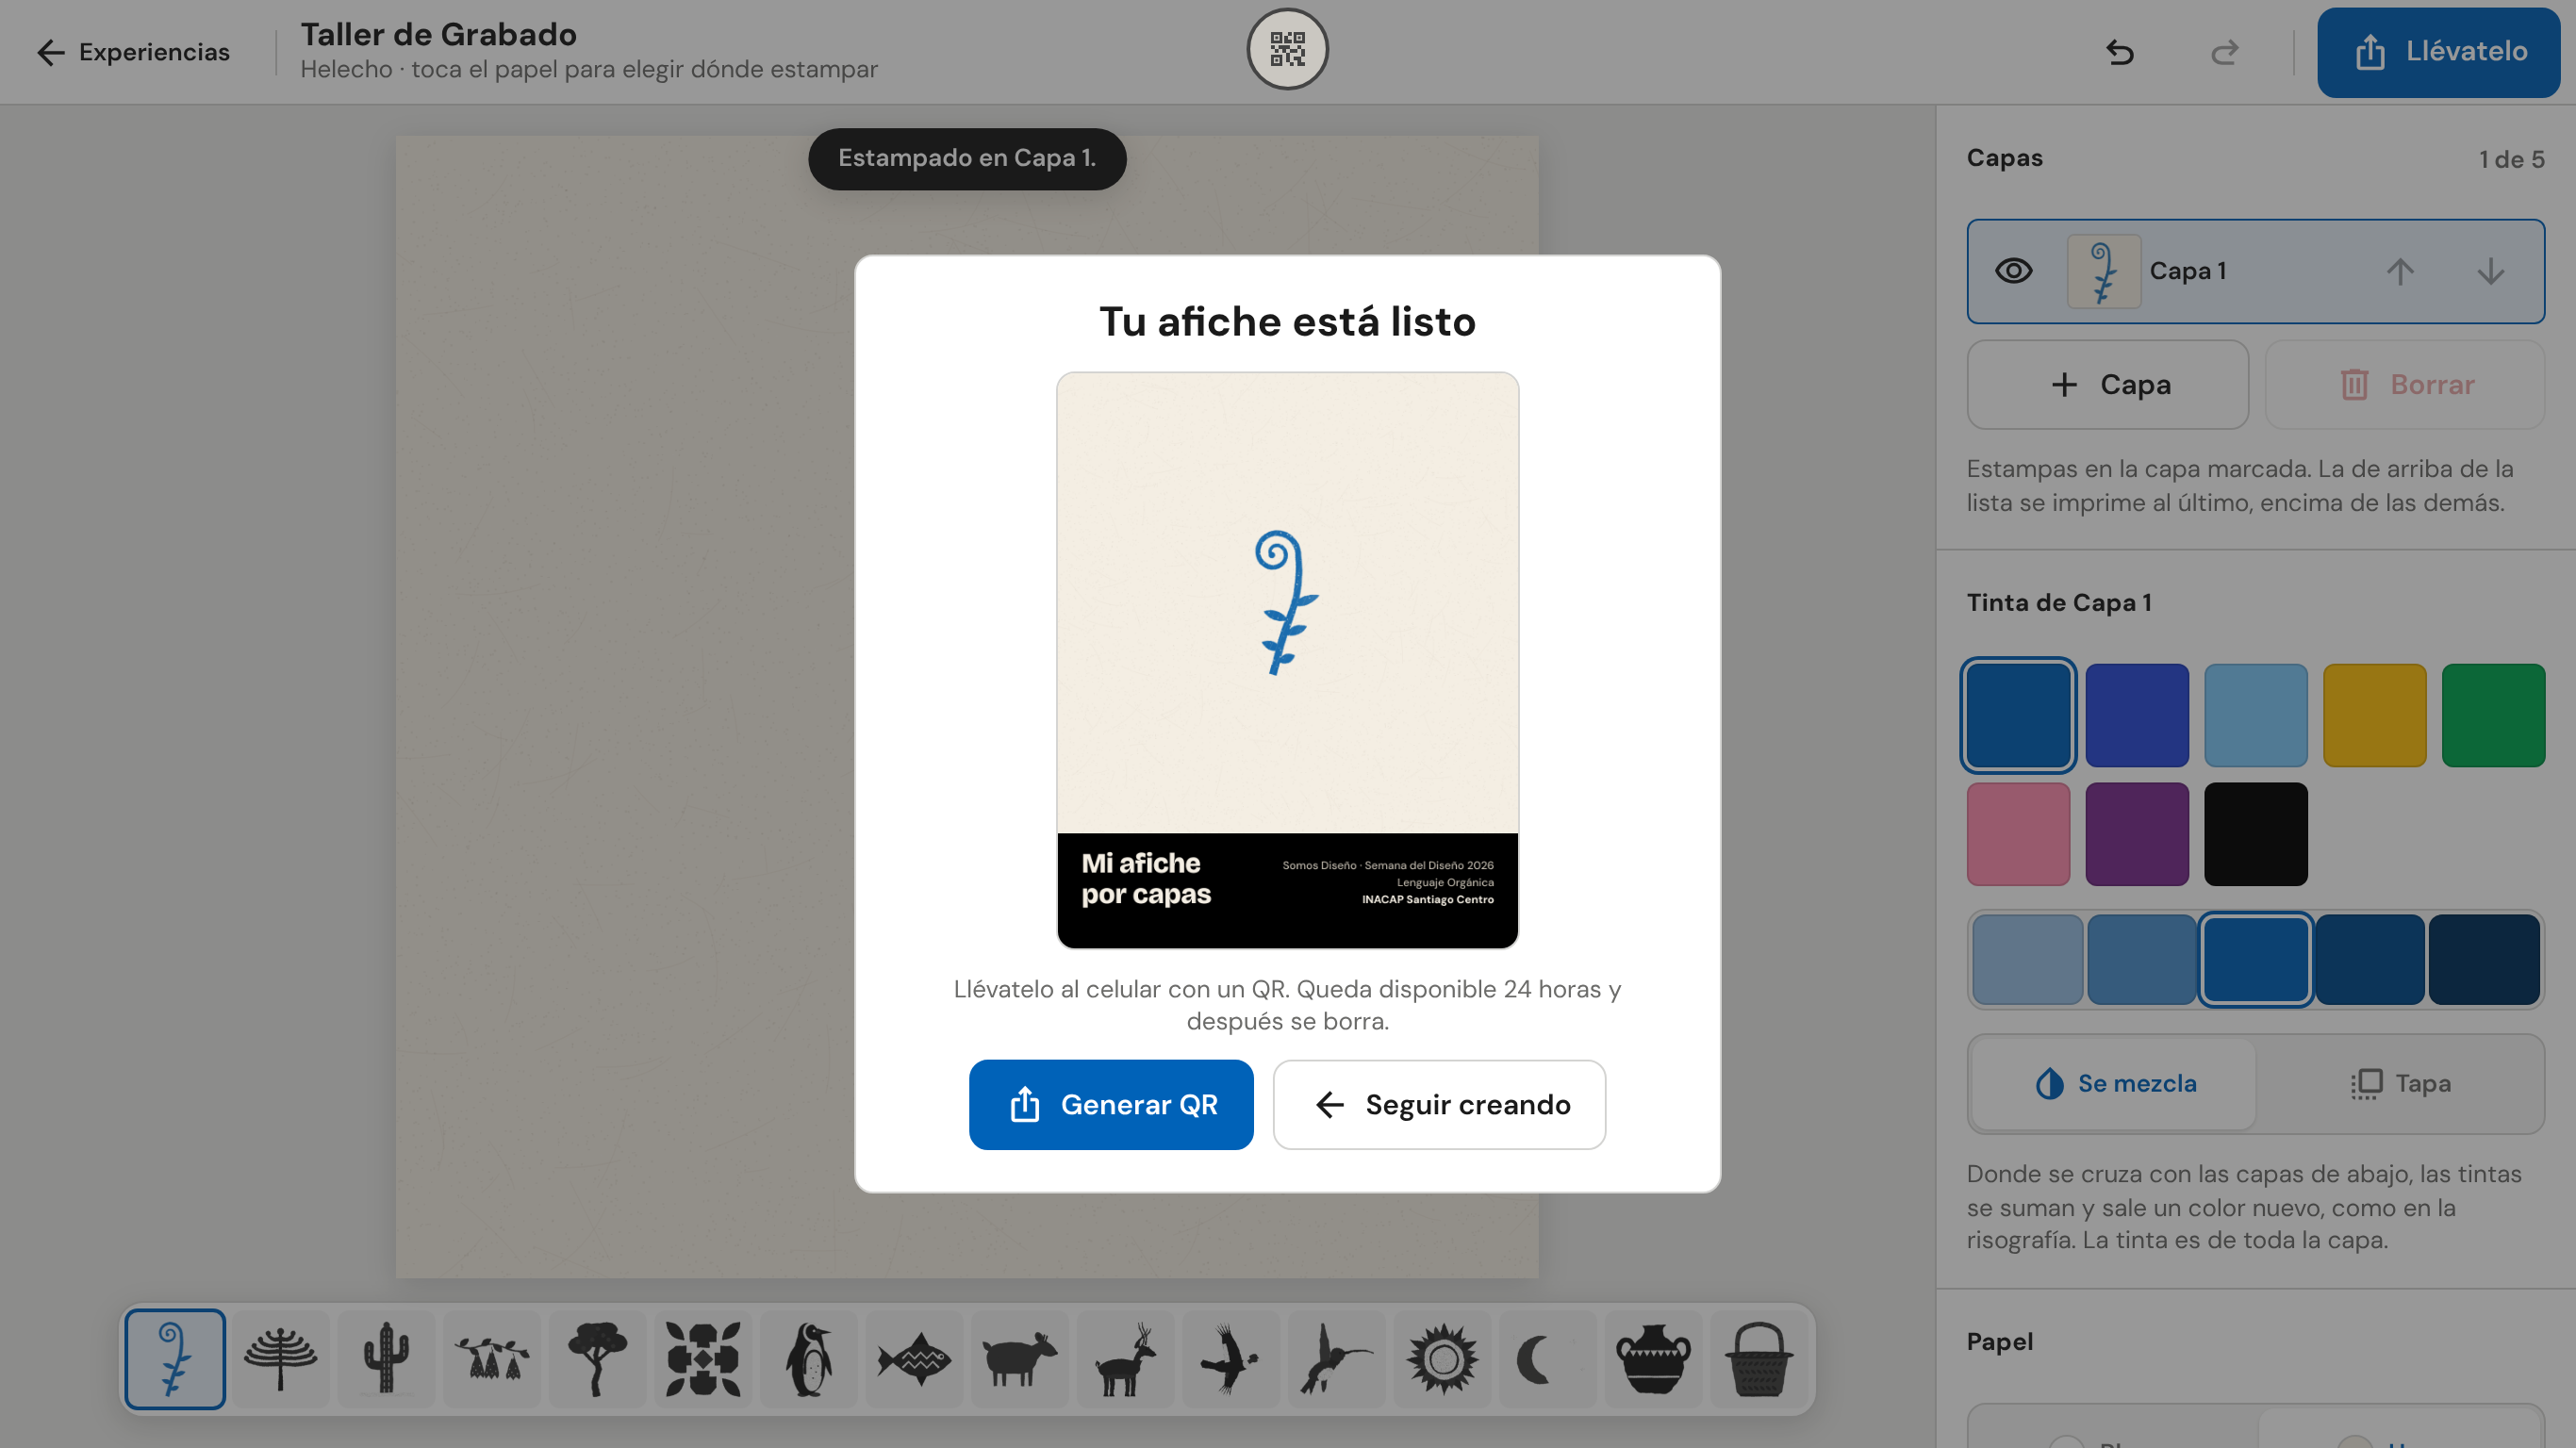 Experiencias
Taller de Grabado
Helecho · toca el papel para elegir dónde estampar
Llévatelo
Estampado en Capa 1.
Tu afiche está listo
Mi afiche
por capas
Somos Diseño · Semana del Diseño 2026
Lenguaje Orgánica
INACAP Santiago Centro
Llévatelo al celular con un QR. Queda disponible 24 horas y
después se borra.
Generar QR
Seguir creando
Capas
1 de 5
Capa 1
Capa
Borrar
Estampas en la capa marcada. La de arriba de la
lista se imprime al último, encima de las demás.
Tinta de Capa 1
Se mezcla
Tapa
Donde se cruza con las capas de abajo, las tintas
se suman y sale un color nuevo, como en la
risografía. La tinta es de toda la capa.
Papel